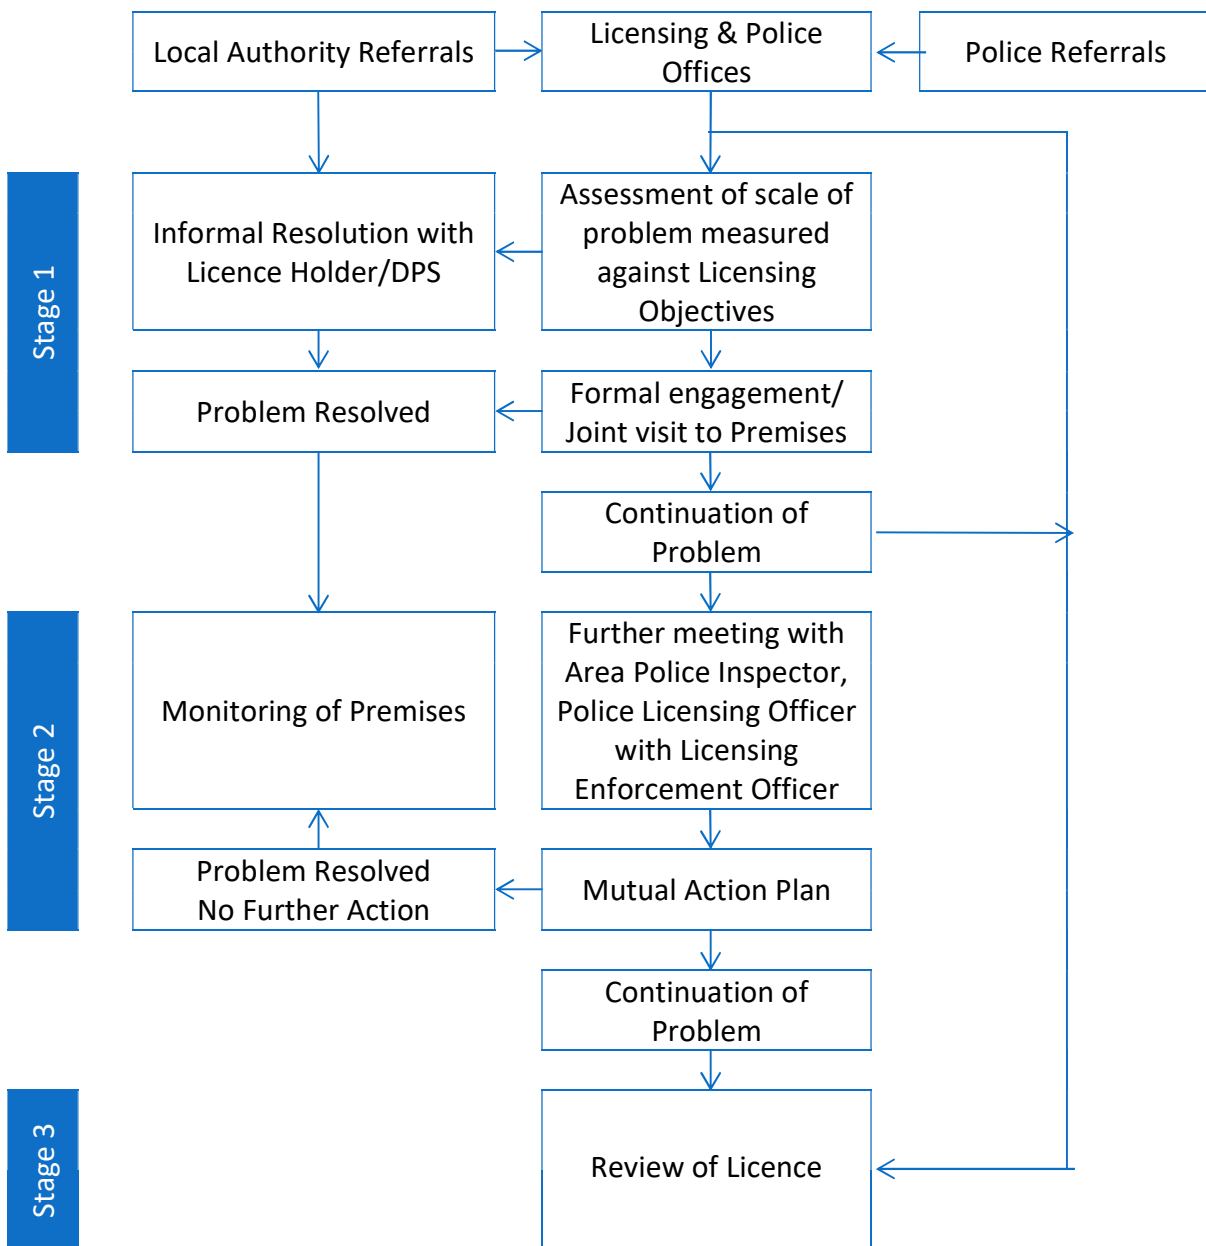 Local Authority Referrals
Licensing & Police
Offices
Police Referrals
Stage 1
Informal Resolution with
Licence Holder/DPS
Assessment of scale of
problem measured
against Licensing
Objectives
Problem Resolved
Formal engagement/
Joint visit to Premises
Continuation of
Problem
Stage 2
Monitoring of Premises
Further meeting with
Area Police Inspector,
Police Licensing Officer
with Licensing
Enforcement Officer
Problem Resolved
No Further Action
Mutual Action Plan
Continuation of
Problem
Stage 3
Review of Licence